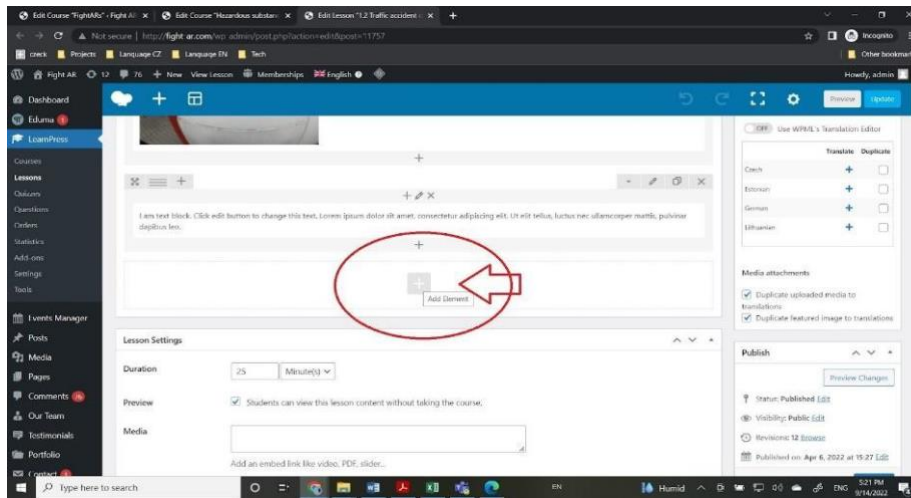 Edit Course "FightARs" ‹ Fight AR
Edit Course "Hazardous substan
Edit Lesson "1.2 Traffic accident
Not secure | http://fight-ar.com/wp-admin/post.php?action=edit&post=11757
Incognito
Projects
Language CZ
Language EN
Tech
Other bookmar
Fight AR
12
76
New
View Lesson
Memberships
English
Howdy, admin
Dashboard
Eduma 1
LearnPress
Courses
Lessons
Quizzes
Questions
Orders
Statistics
Add-ons
Settings
Tools
Events Manager
Posts
Media
Pages
Comments 76
Our Team
Testimonials
Portfolio
Contact
Preview
Update
I am text block. Click edit button to change this text. Lorem ipsum dolor sit amet, consectetur adipiscing elit. Ut elit tellus, luctus nec ullamcorper mattis, pulvinar
dapibus leo.
Add Element
Lesson Settings
Duration
25
Minute(s)
Preview
Students can view this lesson content without taking the course.
Media
Add an embed link like video, PDF, slider...
OFF
Use WPML's Translation Editor
Translate Duplicate
Czech
Estonian
German
Lithuanian
Media attachments
Duplicate uploaded media to
translations
Duplicate featured image to translations
Publish
Preview Changes
Status: Published Edit
Visibility: Public Edit
Revisions: 12 Browse
Published on: Apr 6, 2022 at 15:27 Edit
Type here to search
EN
Humid
ENG
5:21 PM
9/14/2022